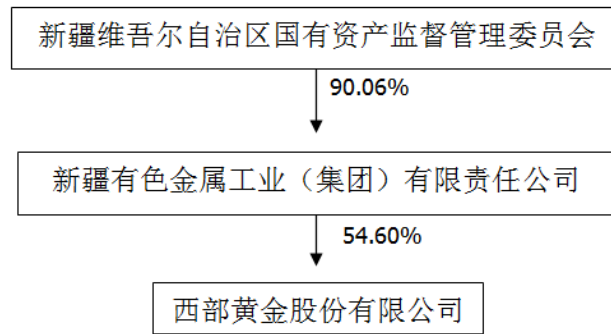 新疆维吾尔自治区国有资产监督管理委员会
90.06%
新疆有色金属工业（集团）有限责任公司
54.60%
西部黄金股份有限公司